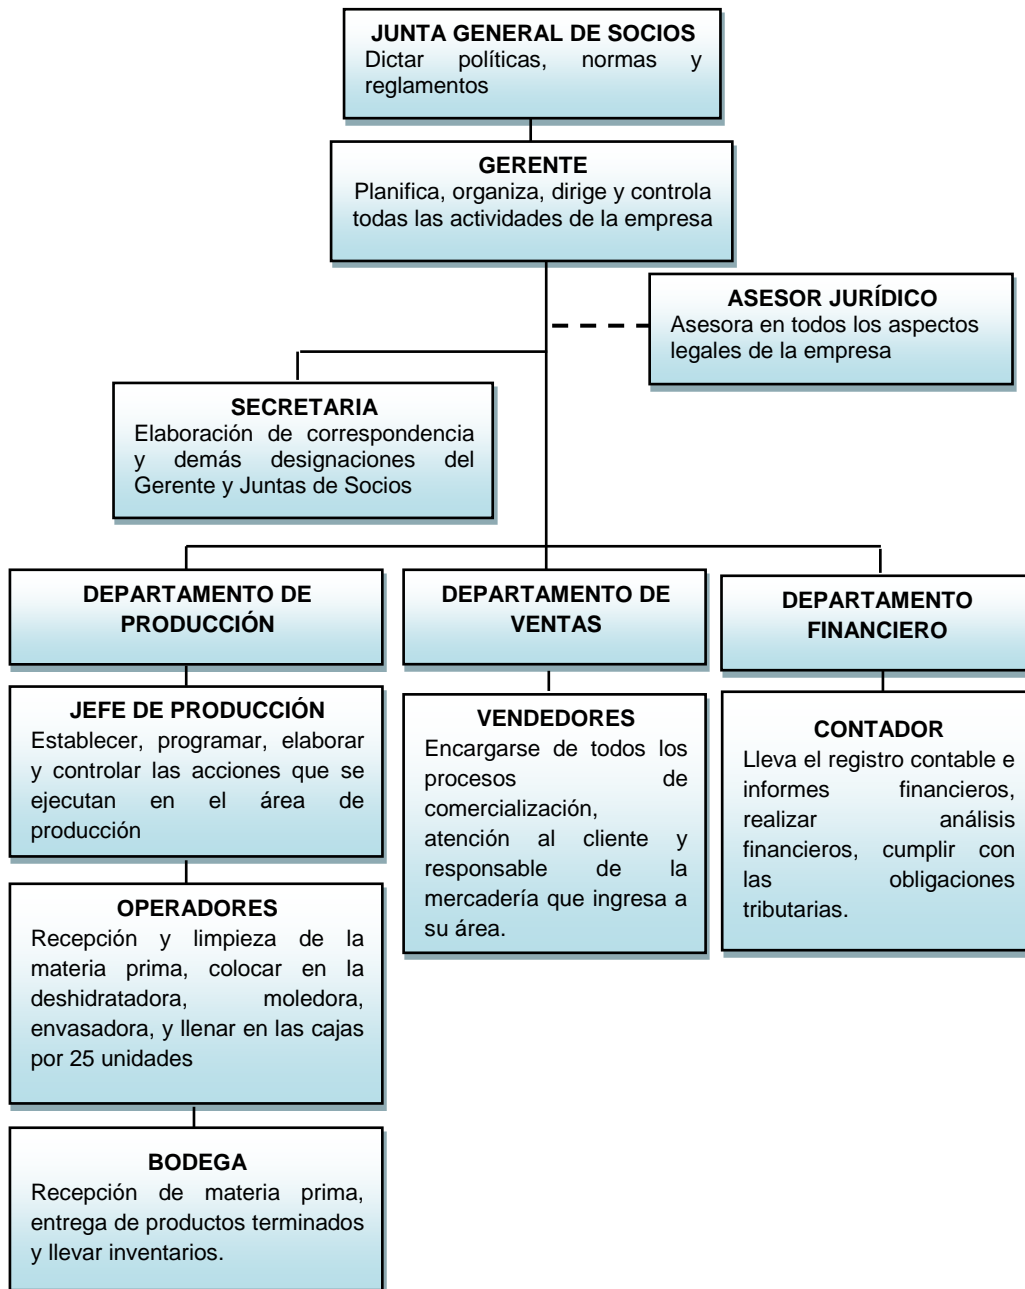 JUNTA GENERAL DE SOCIOS
Dictar políticas, normas y
reglamentos
GERENTE
Planifica, organiza, dirige y controla
todas las actividades de la empresa
ASESOR JURÍDICO
Asesora en todos los aspectos
legales de la empresa
SECRETARIA
Elaboración de correspondencia
y demás designaciones del
Gerente y Juntas de Socios
DEPARTAMENTO DE
PRODUCCIÓN
DEPARTAMENTO DE
VENTAS
DEPARTAMENTO
FINANCIERO
JEFE DE PRODUCCIÓN
Establecer, programar, elaborar
y controlar las acciones que se
ejecutan en el área de
producción
VENDEDORES
Encargarse de todos los
procesos de
comercialización,
atención al cliente y
responsable de la
mercadería que ingresa a
su área.
CONTADOR
Lleva el registro contable e
informes financieros,
realizar análisis
financieros, cumplir con
las obligaciones
tributarias.
OPERADORES
Recepción y limpieza de la
materia prima, colocar en la
deshidratadora, moledora,
envasadora, y llenar en las cajas
por 25 unidades
BODEGA
Recepción de materia prima,
entrega de productos terminados
y llevar inventarios.